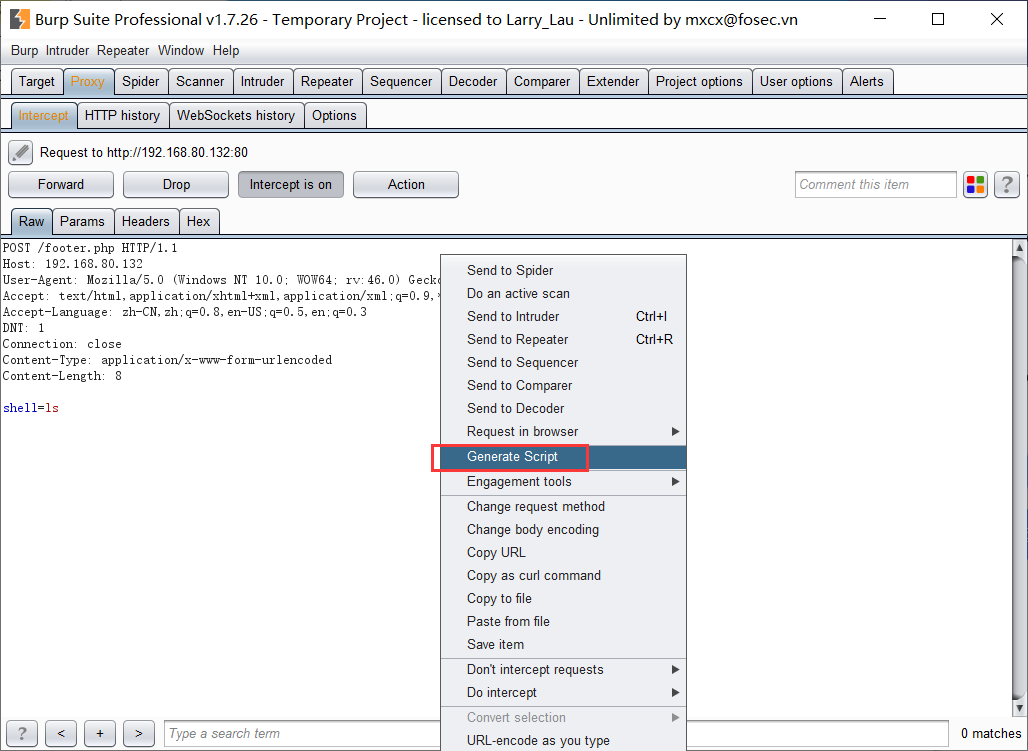 Burp Suite Professional v1.7.26 - Temporary Project - licensed to Larry_Lau - Unlimited by mxcx@fosec.vn
Burp Intruder Repeater Window Help
Target Proxy Spider Scanner Intruder Repeater Sequencer Decoder Comparer Extender Project options User options Alerts
Intercept HTTP history WebSockets history Options
Request to http://192.168.80.132:80
Forward Drop Intercept is on Action Comment this item ?
Raw Params Headers Hex
POST /footer.php HTTP/1.1
Host: 192.168.80.132
User-Agent: Mozilla/5.0 (Windows NT 10.0; WOW64; rv:46.0) Gecko
Accept: text/html,application/xhtml+xml,application/xml;q=0.9,*
Accept-Language: zh-CN,zh;q=0.8,en-US;q=0.5,en;q=0.3
DNT: 1
Connection: close
Content-Type: application/x-www-form-urlencoded
Content-Length: 8
shell=ls
Send to Spider
Do an active scan
Send to Intruder Ctrl+I
Send to Repeater Ctrl+R
Send to Sequencer
Send to Comparer
Send to Decoder
Request in browser
Generate Script
Engagement tools
Change request method
Change body encoding
Copy URL
Copy as curl command
Copy to file
Paste from file
Save item
Don't intercept requests
Do intercept
Convert selection
URL-encode as you type
? < + > Type a search term 0 matches